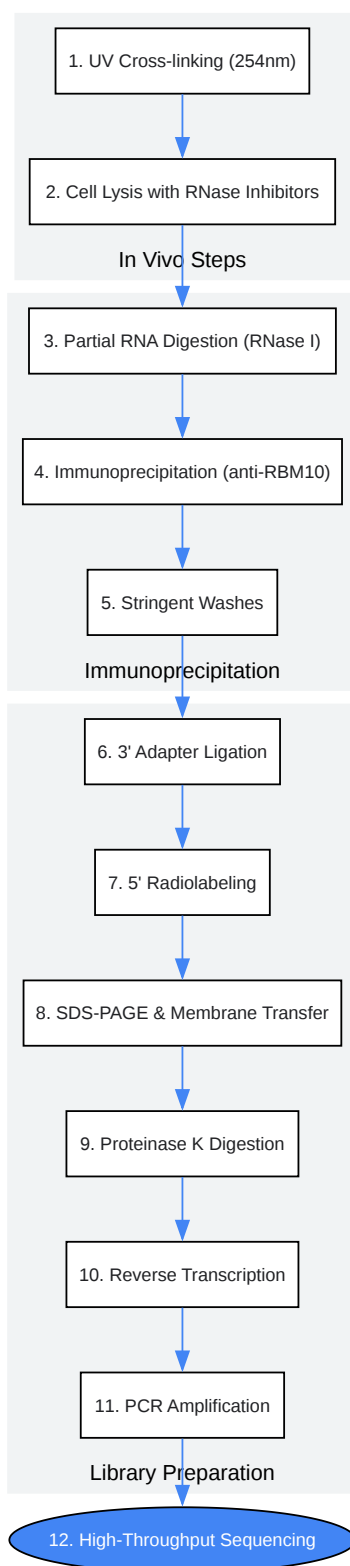 1. UV Cross-linking (254nm)
2. Cell Lysis with RNase Inhibitors
In Vivo Steps
3. Partial RNA Digestion (RNase I)
4. Immunoprecipitation (anti-RBM10)
5. Stringent Washes
Immunoprecipitation
6. 3' Adapter Ligation
7. 5' Radiolabeling
8. SDS-PAGE & Membrane Transfer
9. Proteinase K Digestion
10. Reverse Transcription
11. PCR Amplification
Library Preparation
12. High-Throughput Sequencing